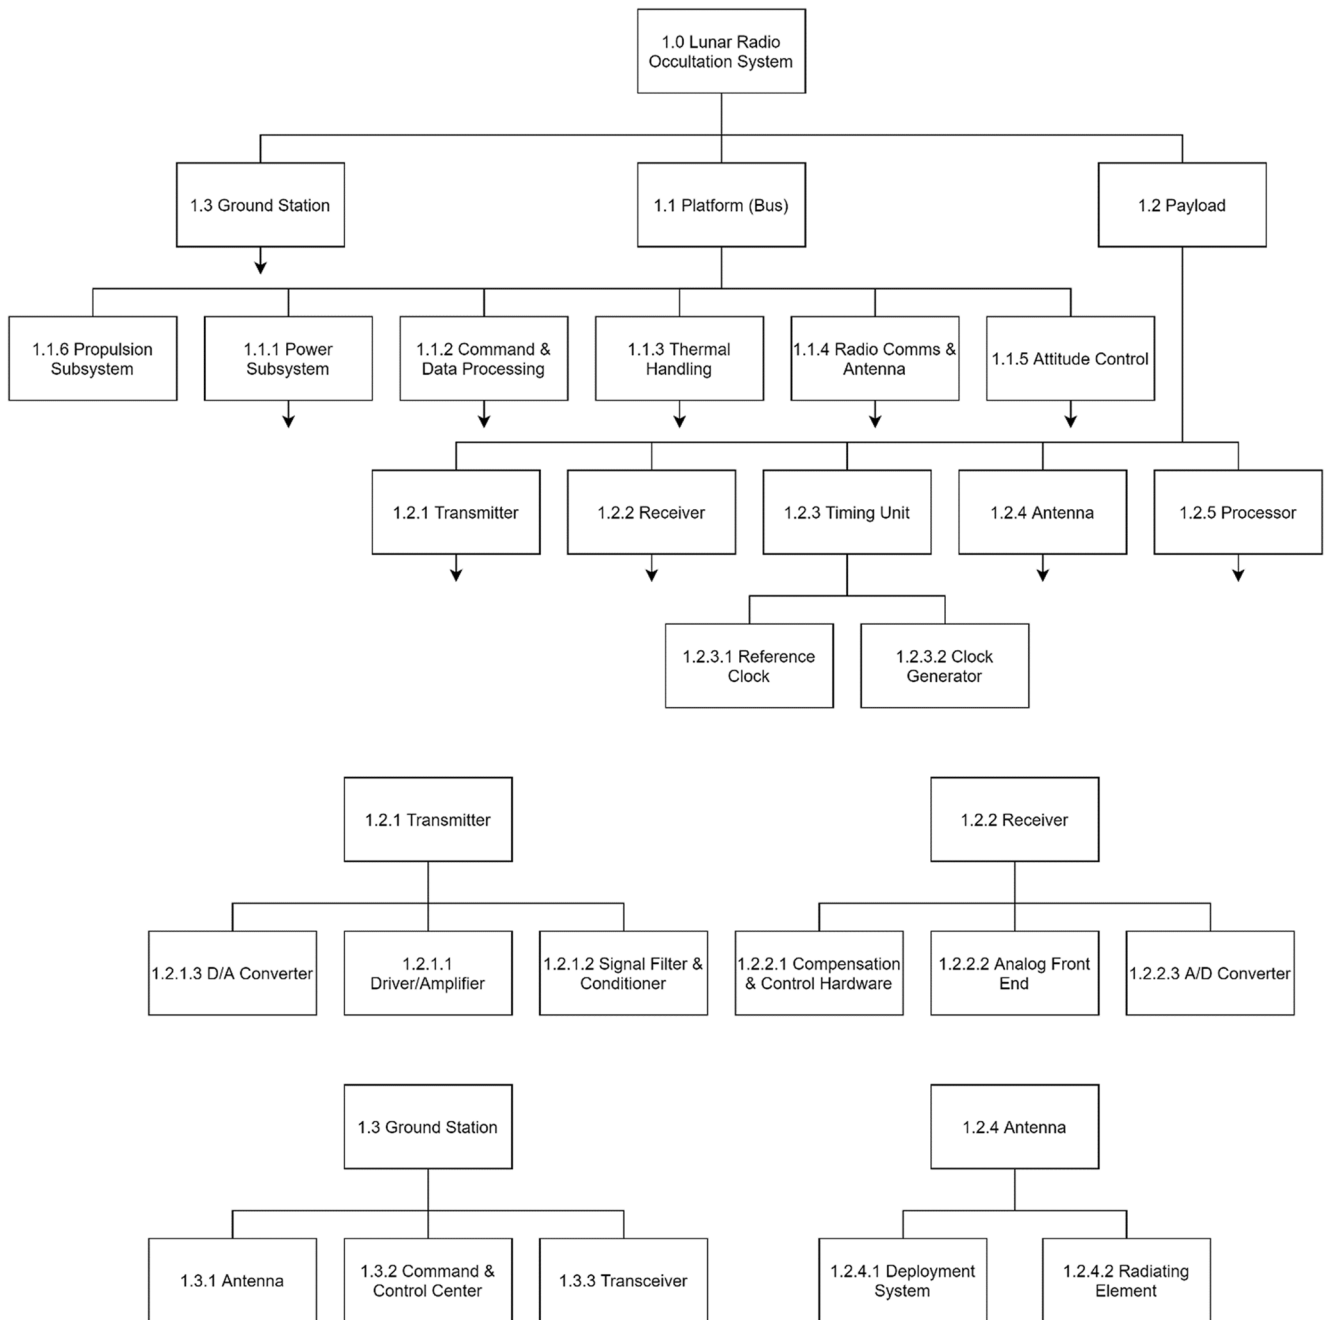 1.0 Lunar Radio
Occultation System
1.3 Ground Station
1.1 Platform (Bus)
1.2 Payload
1.1.6 Propulsion
Subsystem
1.1.1 Power
Subsystem
1.1.2 Command &
Data Processing
1.1.3 Thermal
Handling
1.1.4 Radio Comms &
Antenna
1.1.5 Attitude Control
1.2.1 Transmitter
1.2.2 Receiver
1.2.3 Timing Unit
1.2.4 Antenna
1.2.5 Processor
1.2.3.1 Reference
Clock
1.2.3.2 Clock
Generator
1.2.1 Transmitter
1.2.2 Receiver
1.2.1.3 D/A Converter
1.2.1.1
Driver/Amplifier
1.2.1.2 Signal Filter &
Conditioner
1.2.2.1 Compensation
& Control Hardware
1.2.2.2 Analog Front
End
1.2.2.3 A/D Converter
1.3 Ground Station
1.2.4 Antenna
1.3.1 Antenna
1.3.2 Command &
Control Center
1.3.3 Transceiver
1.2.4.1 Deployment
System
1.2.4.2 Radiating
Element